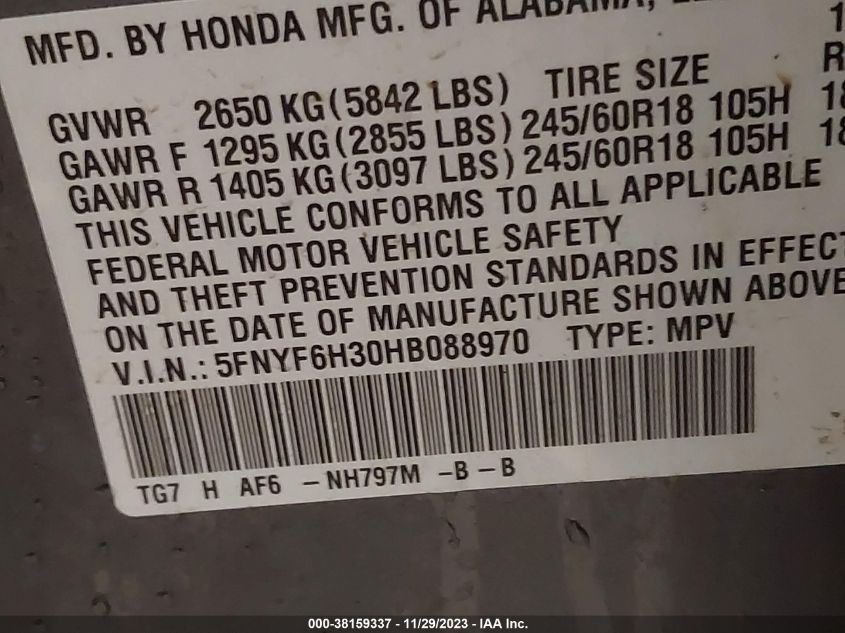 MFD. BY HONDA MFG. OF ALABAMA,
GVWR 2650 KG (5842 LBS) TIRE SIZE
GAWR F 1295 KG (2855 LBS) 245/60R18 105H 18
GAWR R 1405 KG (3097 LBS) 245/60R18 105H 18
THIS VEHICLE CONFORMS TO ALL APPLICABLE
FEDERAL MOTOR VEHICLE SAFETY
AND THEFT PREVENTION STANDARDS IN EFFECT
ON THE DATE OF MANUFACTURE SHOWN ABOVE
V.I.N.: 5FNYF6H30HB088970 TYPE: MPV
TG7 H AF6 - NH797M - B - B
000-38159337 - 11/29/2023 - IAA Inc.